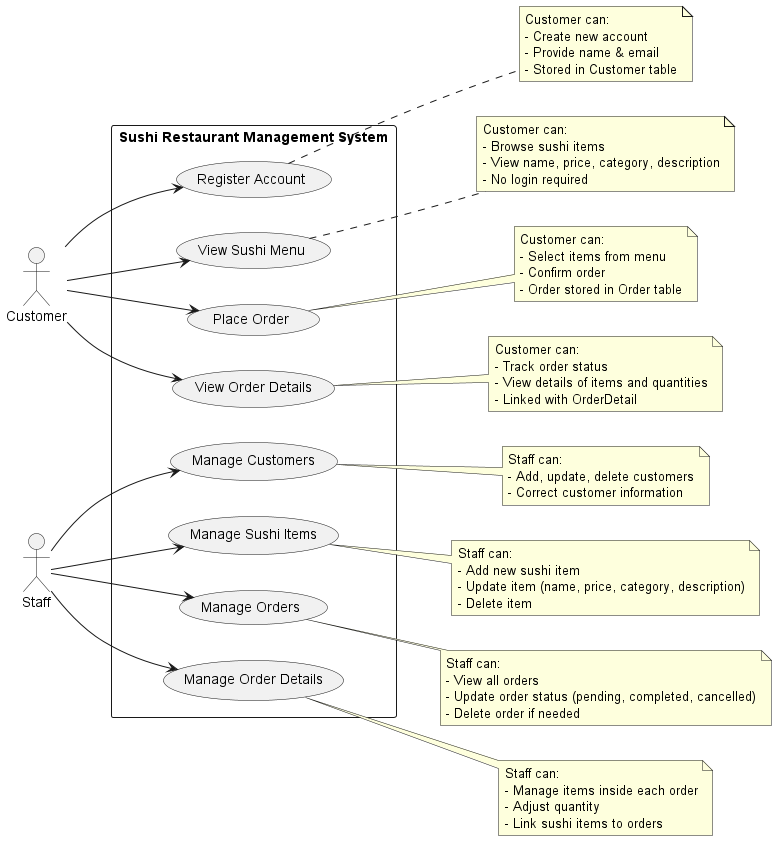 Customer can:
- Create new account
- Provide name & email
- Stored in Customer table
Sushi Restaurant Management System
Customer can:
- Browse sushi items
- View name, price, category, description
- No login required
Register Account
View Sushi Menu
Customer can:
- Select items from menu
- Confirm order
- Order stored in Order table
Customer
Place Order
Customer can:
- Track order status
- View details of items and quantities
- Linked with OrderDetail
View Order Details
Manage Customers
Staff can:
- Add, update, delete customers
- Correct customer information
Manage Sushi Items
Staff can:
- Add new sushi item
- Update item (name, price, category, description)
- Delete item
Staff
Manage Orders
Staff can:
- View all orders
- Update order status (pending, completed, cancelled)
- Delete order if needed
Manage Order Details
Staff can:
- Manage items inside each order
- Adjust quantity
- Link sushi items to orders